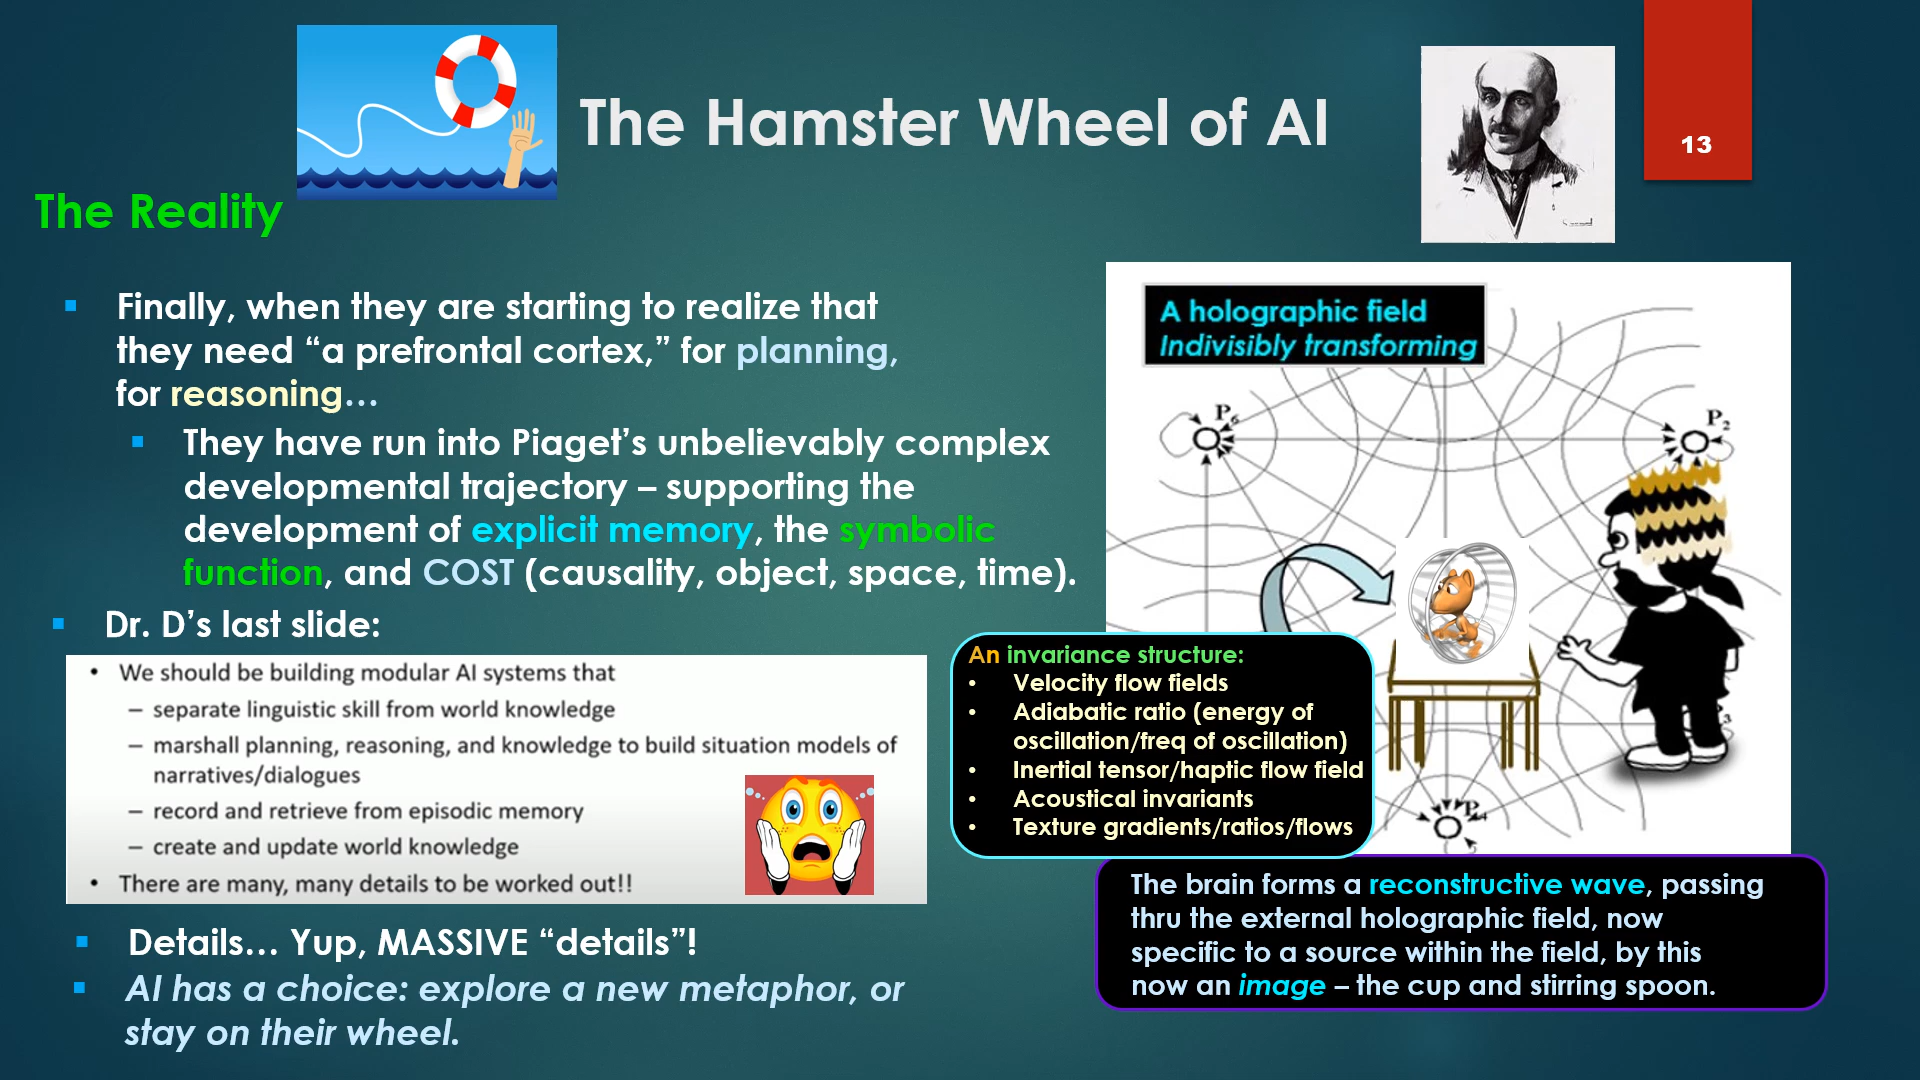 The Hamster Wheel of AI
13
The Reality
Finally, when they are starting to realize that
they need “a prefrontal cortex,” for planning,
for reasoning…
They have run into Piaget’s unbelievably complex
developmental trajectory – supporting the
development of explicit memory, the symbolic
function, and COST (causality, object, space, time).
Dr. D’s last slide:
• We should be building modular AI systems that
– separate linguistic skill from world knowledge
– marshall planning, reasoning, and knowledge to build situation models of
narratives/dialogues
– record and retrieve from episodic memory
– create and update world knowledge
• There are many, many details to be worked out!!
Details… Yup, MASSIVE “details”!
AI has a choice: explore a new metaphor, or
stay on their wheel.
A holographic field
Indivisibly transforming
P6
P2
An invariance structure:
• Velocity flow fields
• Adiabatic ratio (energy of
oscillation/freq of oscillation)
• Inertial tensor/haptic flow field
• Acoustical invariants
• Texture gradients/ratios/flows
3
P4
The brain forms a reconstructive wave, passing
thru the external holographic field, now
specific to a source within the field, by this
now an image – the cup and stirring spoon.